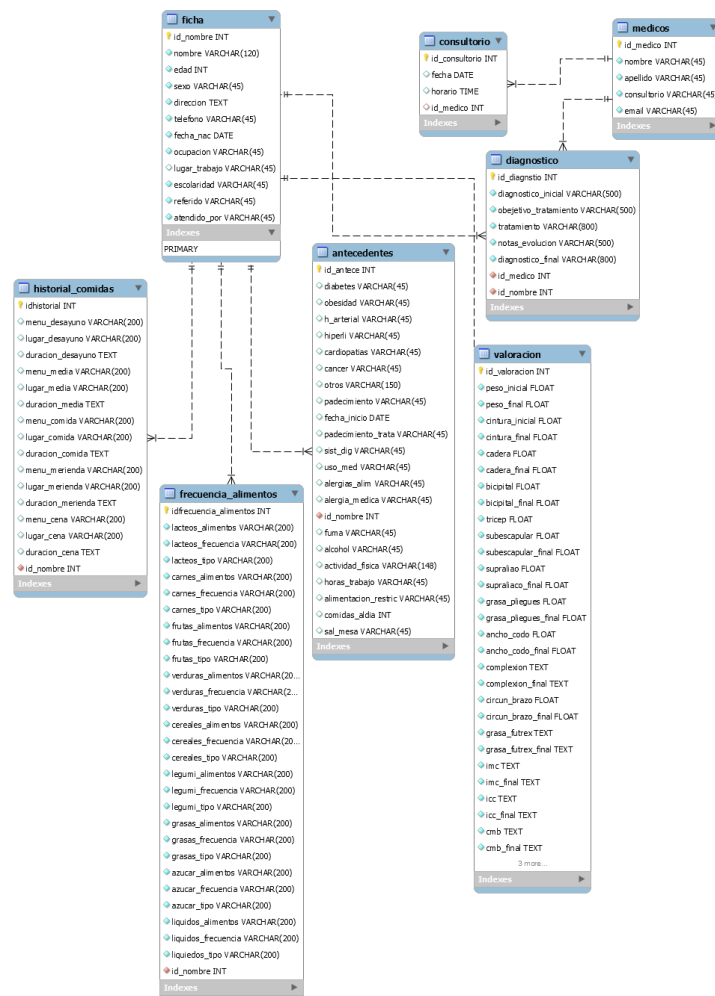 ficha
id_nombre INT
nombre VARCHAR(120)
edad INT
sexo VARCHAR(45)
direccion TEXT
telefono VARCHAR(45)
fecha_nac DATE
ocupacion VARCHAR(45)
lugar_trabajo VARCHAR(45)
escolaridad VARCHAR(45)
referido VARCHAR(45)
atendido_por VARCHAR(45)
Indexes
PRIMARY
consultorio
id_consultorio INT
fecha DATE
horario TIME
id_medico INT
Indexes
medicos
id_medico INT
nombre VARCHAR(45)
apellido VARCHAR(45)
consultorio VARCHAR(45)
email VARCHAR(45)
Indexes
diagnostico
id_diagnstio INT
diagnostico_inicial VARCHAR(500)
obejetivo_tratamiento VARCHAR(500)
tratamiento VARCHAR(800)
notas_evolucion VARCHAR(500)
diagnostico_final VARCHAR(800)
id_medico INT
id_nombre INT
Indexes
historial_comidas
idhistorial INT
menu_desayuno VARCHAR(200)
lugar_desayuno VARCHAR(200)
duracion_desayuno TEXT
menu_media VARCHAR(200)
lugar_media VARCHAR(200)
duracion_media TEXT
menu_comida VARCHAR(200)
lugar_comida VARCHAR(200)
duracion_comida TEXT
menu_merienda VARCHAR(200)
lugar_merienda VARCHAR(200)
duracion_merienda TEXT
menu_cena VARCHAR(200)
lugar_cena VARCHAR(200)
duracion_cena TEXT
id_nombre INT
Indexes
antecedentes
id_antece INT
diabetes VARCHAR(45)
obesidad VARCHAR(45)
h_arterial VARCHAR(45)
hiperli VARCHAR(45)
cardiopatias VARCHAR(45)
cancer VARCHAR(45)
otros VARCHAR(150)
padecimiento VARCHAR(45)
fecha_inicio DATE
padecimiento_trata VARCHAR(45)
sist_dig VARCHAR(45)
uso_med VARCHAR(45)
alergias_alim VARCHAR(45)
alergia_medica VARCHAR(45)
id_nombre INT
fuma VARCHAR(45)
alcohol VARCHAR(45)
actividad_fisica VARCHAR(148)
horas_trabajo VARCHAR(45)
alimentacion_restric VARCHAR(45)
comidas_aldia INT
sal_mesa VARCHAR(45)
Indexes
frecuencia_alimentos
idfrecuencia_alimentos INT
lacteos_alimentos VARCHAR(200)
lacteos_frecuencia VARCHAR(200)
lacteos_tipo VARCHAR(200)
carnes_alimentos VARCHAR(200)
carnes_frecuencia VARCHAR(200)
carnes_tipo VARCHAR(200)
frutas_alimentos VARCHAR(200)
frutas_frecuencia VARCHAR(200)
frutas_tipo VARCHAR(200)
verduras_alimentos VARCHAR(20...
verduras_frecuencia VARCHAR(2...
verduras_tipo VARCHAR(200)
cereales_alimentos VARCHAR(200)
cereales_frecuencia VARCHAR(20...
cereales_tipo VARCHAR(200)
legumi_alimentos VARCHAR(200)
legumi_frecuencia VARCHAR(200)
legumi_tipo VARCHAR(200)
grasas_alimentos VARCHAR(200)
grasas_frecuencia VARCHAR(200)
grasas_tipo VARCHAR(200)
azucar_alimentos VARCHAR(200)
azucar_frecuencia VARCHAR(200)
azucar_tipo VARCHAR(200)
liquidos_alimentos VARCHAR(200)
liquidos_frecuencia VARCHAR(200)
liquiedos_tipo VARCHAR(200)
id_nombre INT
Indexes
valoracion
id_valoracion INT
peso_inicial FLOAT
peso_final FLOAT
cintura_inicial FLOAT
cintura_final FLOAT
cadera FLOAT
cadera_final FLOAT
bicipital FLOAT
bicipital_final FLOAT
tricep FLOAT
subescapular FLOAT
subescapular_final FLOAT
supraliao FLOAT
supraliaco_final FLOAT
grasa_pliegues FLOAT
grasa_pliegues_final FLOAT
ancho_codo FLOAT
ancho_codo_final FLOAT
complexion TEXT
complexion_final TEXT
circun_brazo FLOAT
circun_brazo_final FLOAT
grasa_futrex TEXT
grasa_futrex_final TEXT
imc TEXT
imc_final TEXT
icc TEXT
icc_final TEXT
cmb TEXT
cmb_final TEXT
3 more...
Indexes